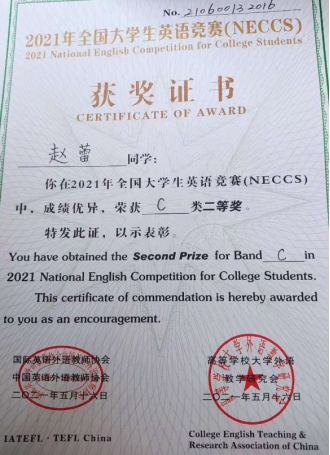 No. 21060013 2016
2021年全国大学生英语竞赛(NECCS)
2021 National English Competition for College Students
获奖证书
CERTIFICATE OF AWARD
赵蕾 同学:
你在2021年全国大学生英语竞赛(NECCS)
中,成绩优异,荣获 C 类二等奖。
特发此证,以示表彰。
You have obtained the Second Prize for Band C in
2021 National English Competition for College Students.
This certificate of commendation is hereby awarded
to you as an encouragement.
国际英语外语教师协会 高等学校大学外语
中国英语外语教师协会 教学研究会
二〇二一年五月十六日 二〇二一年五月十六日
IATEFL·TEFL China College English Teaching &
Research Association of China